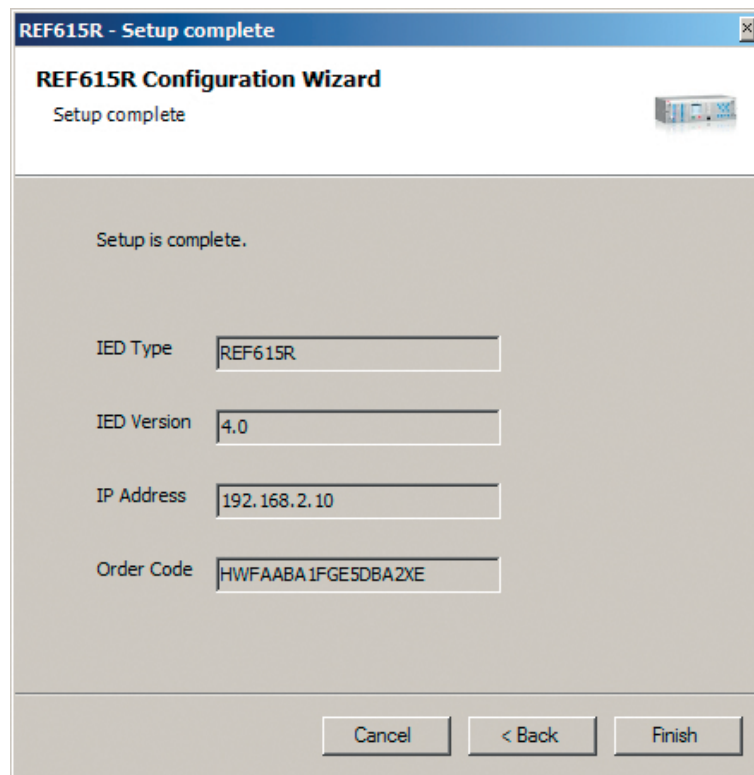 REF615R - Setup complete
REF615R Configuration Wizard
Setup complete
Setup is complete.
IED Type REF615R
IED Version 4.0
IP Address 192.168.2.10
Order Code HWFAABA1FGE5DBA2XE
Cancel < Back Finish